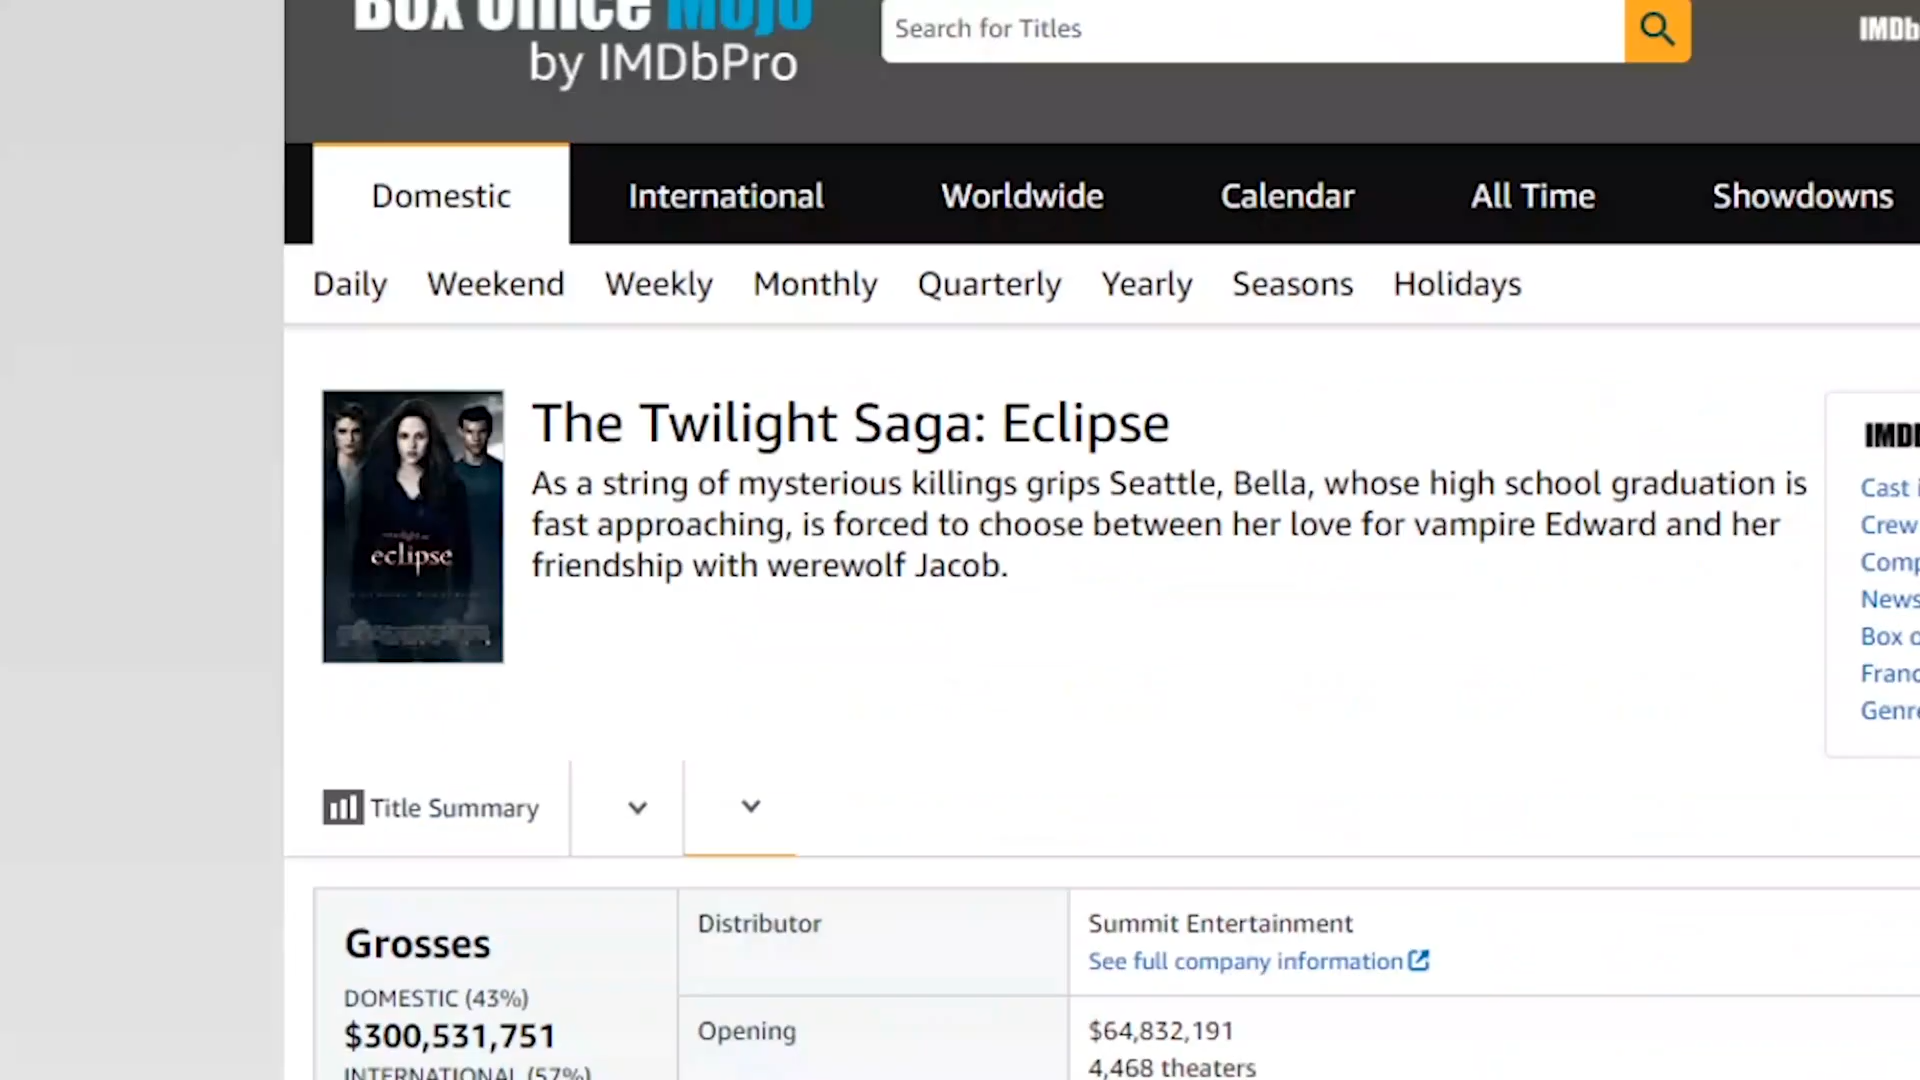 Box Office Mojo
by IMDbPro
Search for Titles
IMDb
Domestic International Worldwide Calendar All Time Showdowns
Daily Weekend Weekly Monthly Quarterly Yearly Seasons Holidays
The Twilight Saga: Eclipse
As a string of mysterious killings grips Seattle, Bella, whose high school graduation is
fast approaching, is forced to choose between her love for vampire Edward and her
friendship with werewolf Jacob.
eclipse
IMD
Cast i
Crew
Comp
News
Box o
Franc
Genre
Title Summary
Grosses
DOMESTIC (43%)
$300,531,751
INTERNATIONAL (57%)
Distributor
Summit Entertainment
See full company information
Opening
$64,832,191
4,468 theaters